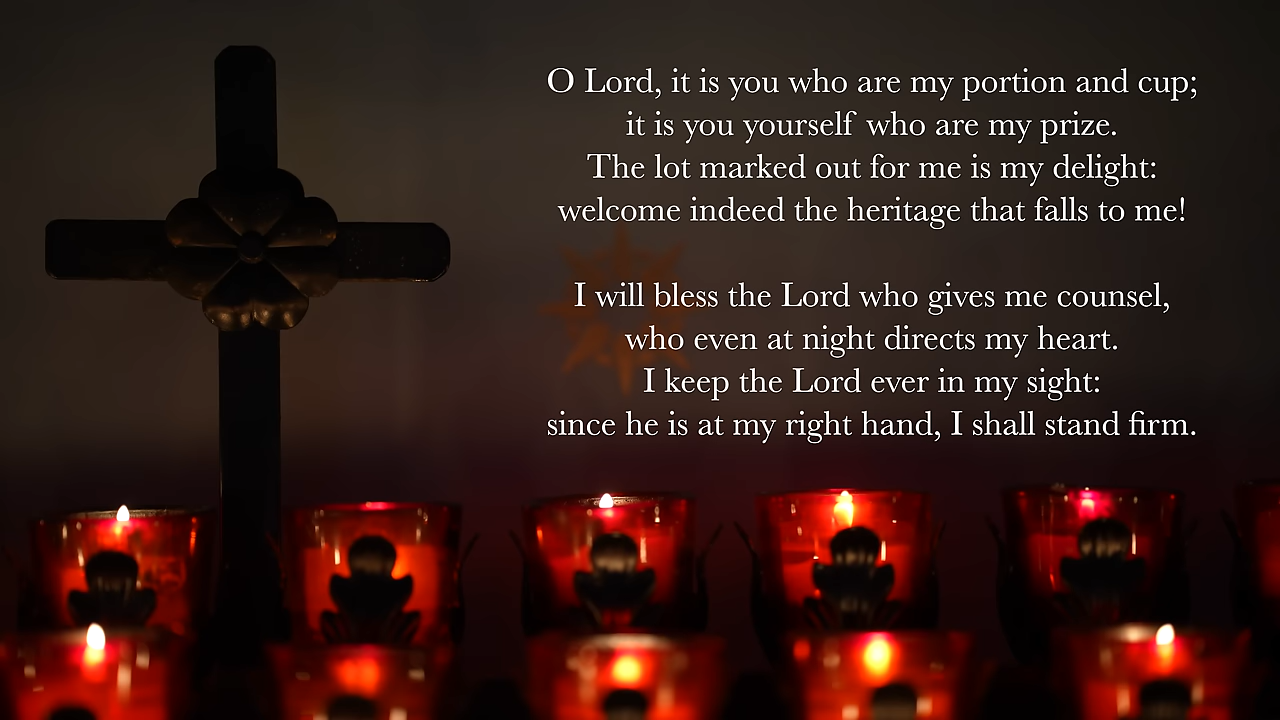 O Lord, it is you who are my portion and cup;
it is you yourself who are my prize.
The lot marked out for me is my delight:
welcome indeed the heritage that falls to me!
I will bless the Lord who gives me counsel,
who even at night directs my heart.
I keep the Lord ever in my sight:
since he is at my right hand, I shall stand firm.